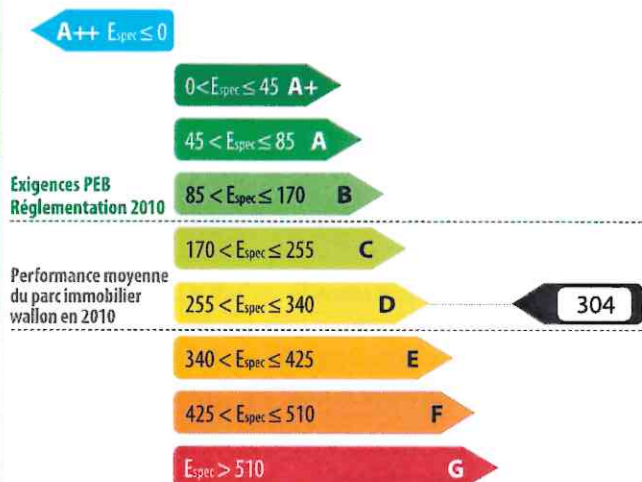 A++ Espec ≤ 0
0 < Espec ≤ 45 A+
45 < Espec ≤ 85 A
Exigences PEB
Réglementation 2010
85 < Espec ≤ 170 B
170 < Espec ≤ 255 C
Performance moyenne
du parc immobilier
wallon en 2010
255 < Espec ≤ 340 D
304
340 < Espec ≤ 425 E
425 < Espec ≤ 510 F
Espec > 510 G